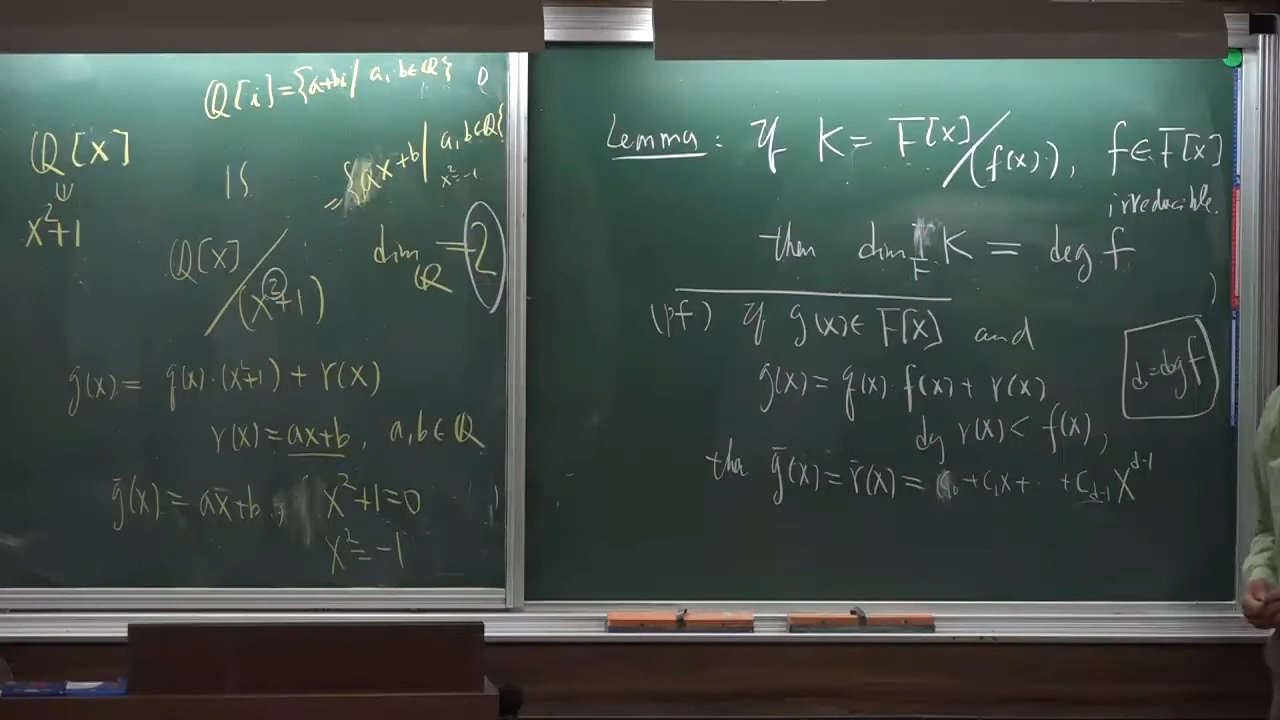 Q[i] = {a+bi / a, b ∈ Q}
Q[x]
∪
x²+1
IS
= {ax+b | a, b ∈ Q}
x²=-1
Q[x]/(x²+1)
dim_Q = 2
g(x) = q(x)·(x²+1) + r(x)
r(x) = ax+b, a, b ∈ Q
ḡ(x) = ax̄+b, x²+1=0
x²=-1
Lemma: If K = F[x]/(f(x)), f ∈ F[x]
irreducible.
then dim_F K = deg f
(pf) If g(x) ∈ F[x] and
g(x) = q(x)·f(x) + r(x)
d=deg f
deg r(x) < f(x),
then ḡ(x) = r̄(x) = c₀ + c₁x + ·· + c_{d-1} x^{d-1}